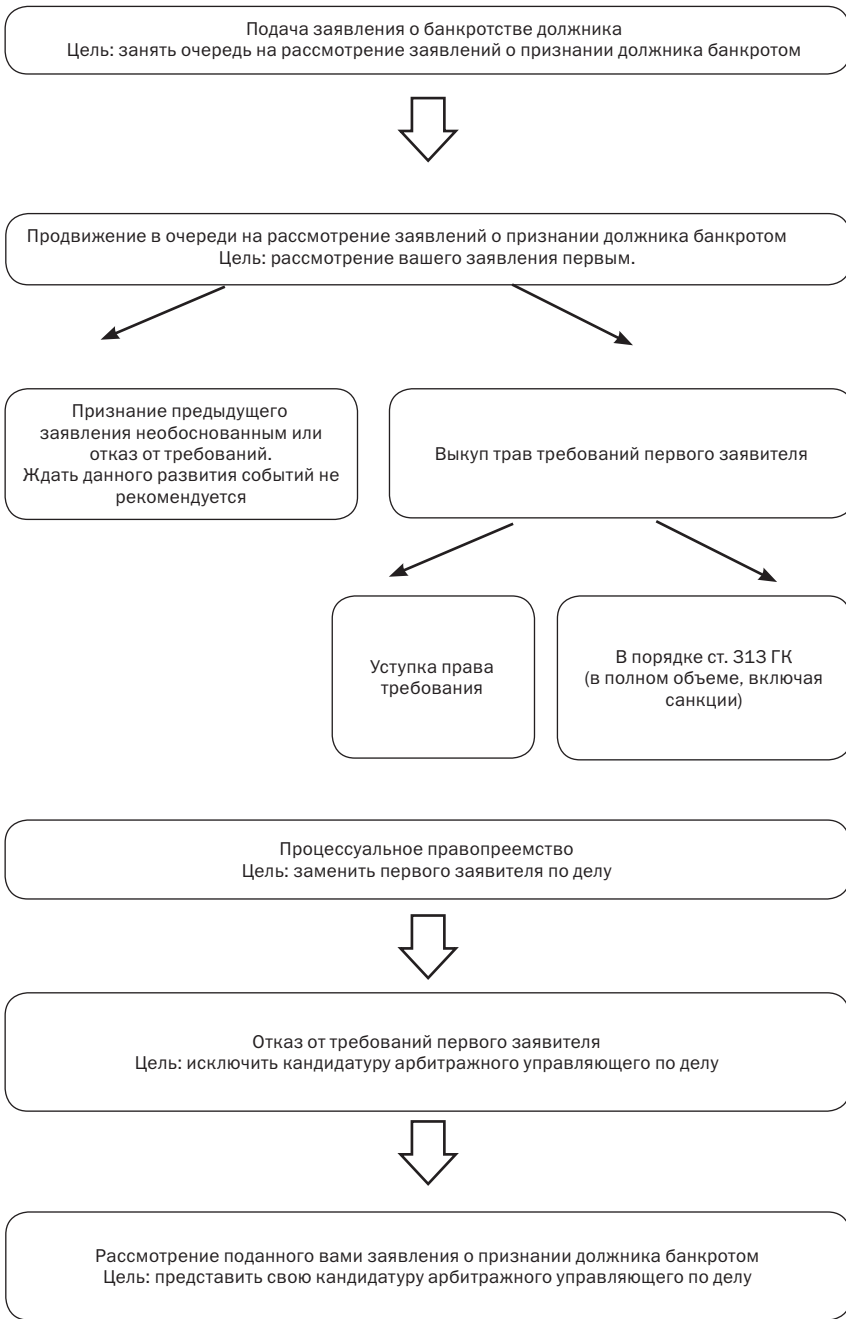 Подача заявления о банкротстве должника
Цель: занять очередь на рассмотрение заявлений о признании должника банкротом
Продвижение в очереди на рассмотрение заявлений о признании должника банкротом
Цель: рассмотрение вашего заявления первым.
Признание предыдущего
заявления необоснованным или
отказ от требований.
Ждать данного развития событий не
рекомендуется
Выкуп трав требований первого заявителя
Уступка права
требования
В порядке ст. 313 ГК
(в полном объеме, включая
санкции)
Процессуальное правопреемство
Цель: заменить первого заявителя по делу
Отказ от требований первого заявителя
Цель: исключить кандидатуру арбитражного управляющего по делу
Рассмотрение поданного вами заявления о признании должника банкротом
Цель: представить свою кандидатуру арбитражного управляющего по делу